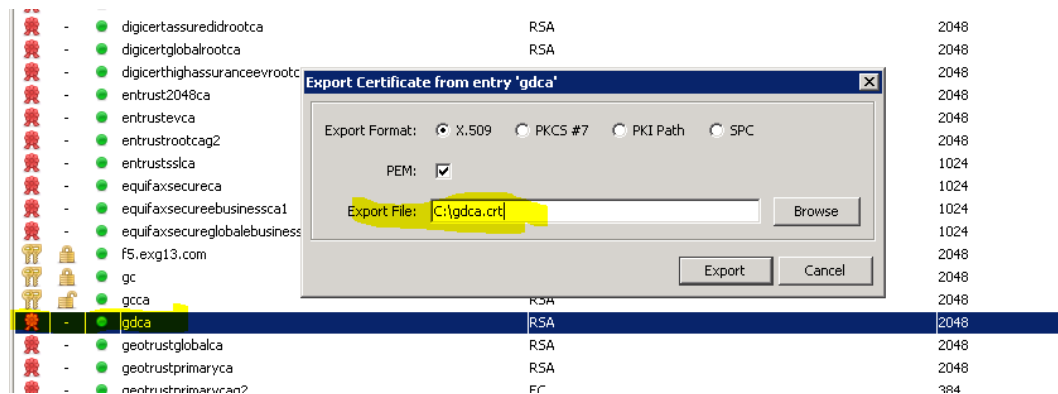 digicertassuredidrootca RSA 2048
digicertglobalrootca RSA 2048
digicerthighassuranceevrootc 2048
Export Certificate from entry 'gdca'
entrust2048ca 2048
entrustevca 2048
Export Format: X.509 PKCS #7 PKI Path SPC
entrustrootcag2 2048
entrustsslca 1024
PEM:
equifaxsecureca 1024
equifaxsecureebusinessca1 1024
Export File: C:\gdca.crt Browse
equifaxsecureglobalebusiness 1024
f5.exg13.com 2048
gc 2048
Export Cancel
gcca RSA 2048
gdca RSA 2048
geotrustglobalca RSA 2048
geotrustprimaryca RSA 2048
geotrustprimarycag2 EC 384